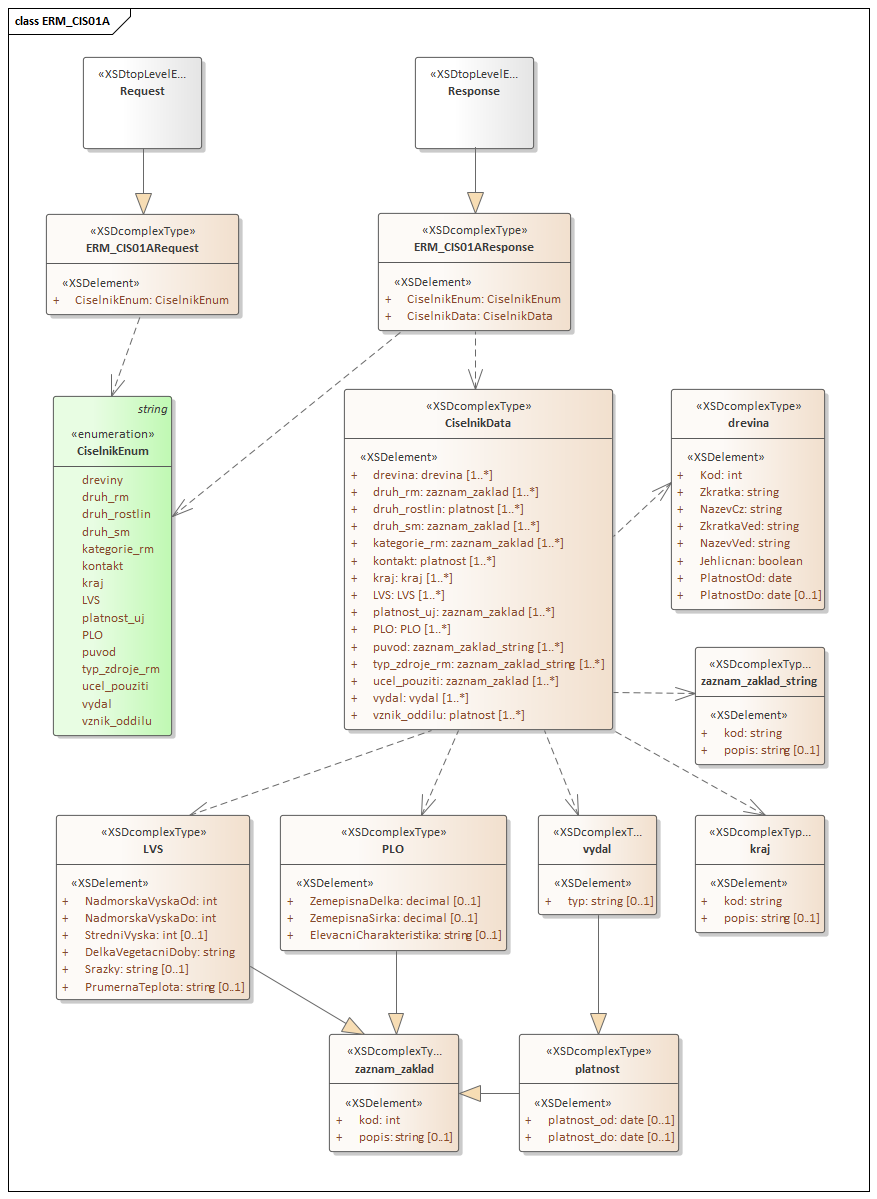 class ERM_CIS01A
«XSDtopLevelE...
Request
«XSDtopLevelE...
Response
«XSDcomplexType»
ERM_CIS01ARequest
«XSDelement»
+ CiselnikEnum: CiselnikEnum
«XSDcomplexType»
ERM_CIS01AResponse
«XSDelement»
+ CiselnikEnum: CiselnikEnum
+ CiselnikData: CiselnikData
string
«enumeration»
CiselnikEnum
dreviny
druh_rm
druh_rostlin
druh_sm
kategorie_rm
kontakt
kraj
LVS
platnost_uj
PLO
puvod
typ_zdroje_rm
ucel_pouziti
vydal
vznik_oddilu
«XSDcomplexType»
CiselnikData
«XSDelement»
+ drevina: drevina [1..*]
+ druh_rm: zaznam_zaklad [1..*]
+ druh_rostlin: platnost [1..*]
+ druh_sm: zaznam_zaklad [1..*]
+ kategorie_rm: zaznam_zaklad [1..*]
+ kontakt: platnost [1..*]
+ kraj: kraj [1..*]
+ LVS: LVS [1..*]
+ platnost_uj: zaznam_zaklad [1..*]
+ PLO: PLO [1..*]
+ puvod: zaznam_zaklad_string [1..*]
+ typ_zdroje_rm: zaznam_zaklad_string [1..*]
+ ucel_pouziti: zaznam_zaklad [1..*]
+ vydal: vydal [1..*]
+ vznik_oddilu: platnost [1..*]
«XSDcomplexType»
drevina
«XSDelement»
+ Kod: int
+ Zkratka: string
+ NazevCz: string
+ ZkratkaVed: string
+ NazevVed: string
+ Jehlicnan: boolean
+ PlatnostOd: date
+ PlatnostDo: date [0..1]
«XSDcomplexTyp...
zaznam_zaklad_string
«XSDelement»
+ kod: string
+ popis: string [0..1]
«XSDcomplexType»
LVS
«XSDelement»
+ NadmorskaVyskaOd: int
+ NadmorskaVyskaDo: int
+ StredniVyska: int [0..1]
+ DelkaVegetacniDoby: string
+ Srazky: string [0..1]
+ PrumernaTeplota: string [0..1]
«XSDcomplexType»
PLO
«XSDelement»
+ ZemepisnaDelka: decimal [0..1]
+ ZemepisnaSirka: decimal [0..1]
+ ElevacniCharakteristika: string [0..1]
«XSDcomplexT...
vydal
«XSDelement»
+ typ: string [0..1]
«XSDcomplexTyp...
kraj
«XSDelement»
+ kod: string
+ popis: string [0..1]
«XSDcomplexTy...
zaznam_zaklad
«XSDelement»
+ kod: int
+ popis: string [0..1]
«XSDcomplexType»
platnost
«XSDelement»
+ platnost_od: date [0..1]
+ platnost_do: date [0..1]